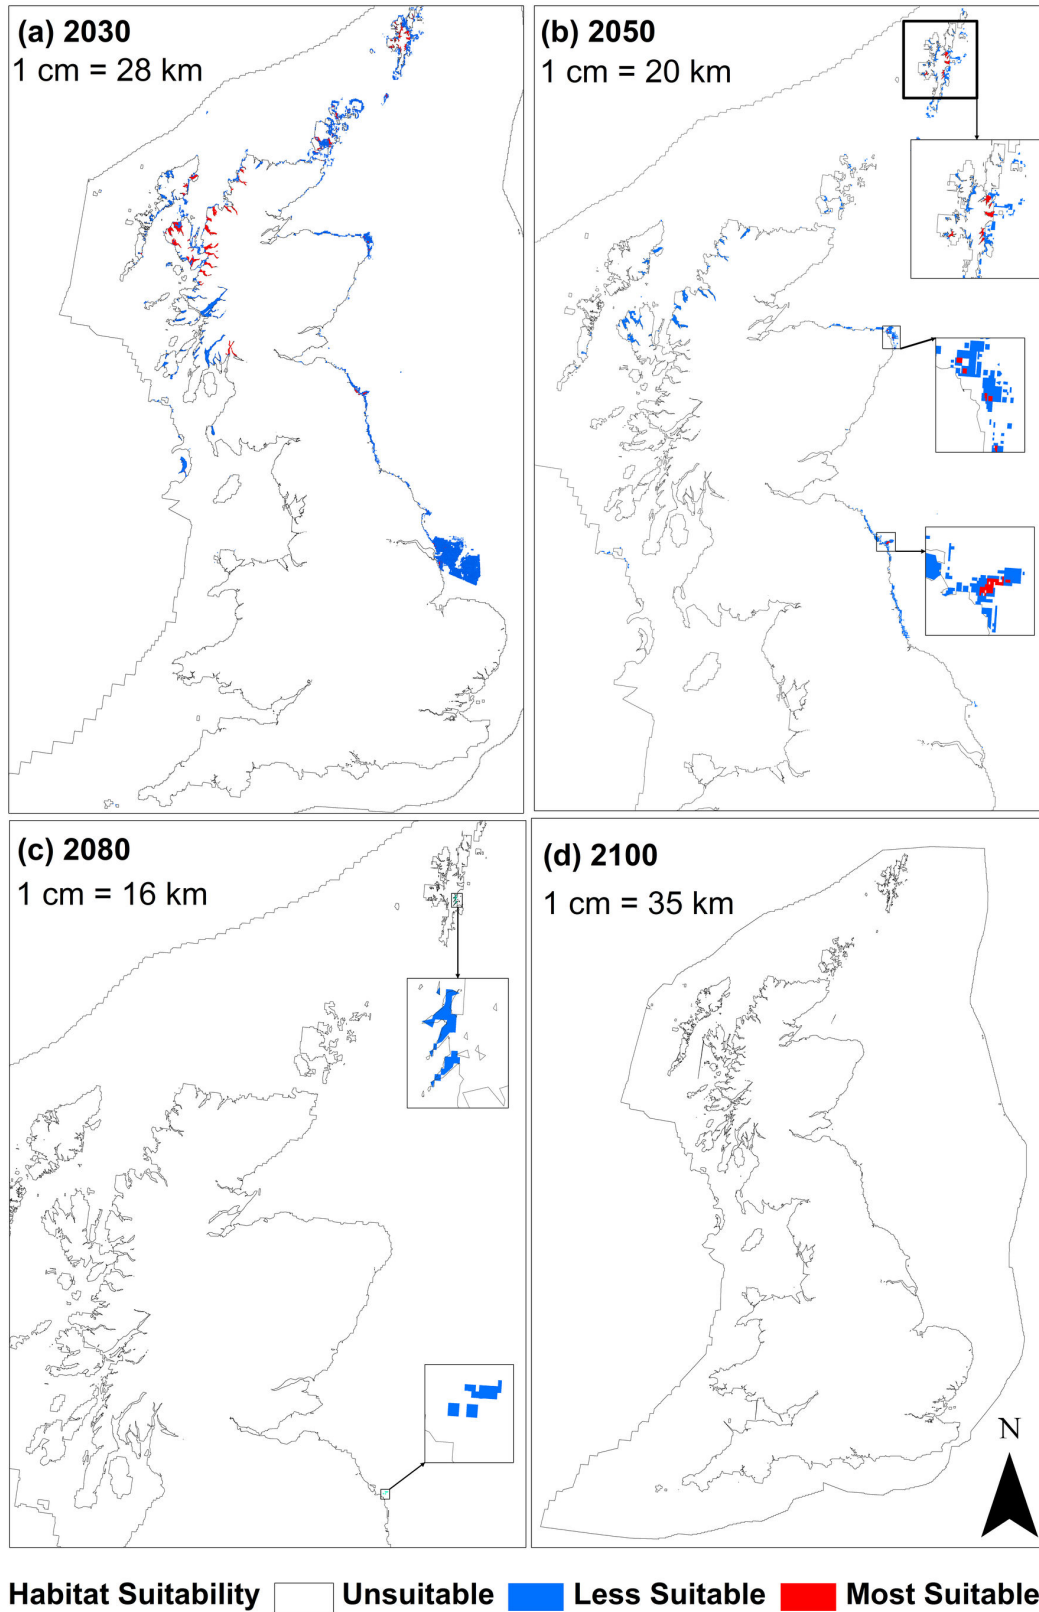 (a) 2030
1 cm = 28 km
(b) 2050
1 cm = 20 km
(c) 2080
1 cm = 16 km
(d) 2100
1 cm = 35 km
N
Habitat Suitability Unsuitable Less Suitable Most Suitable